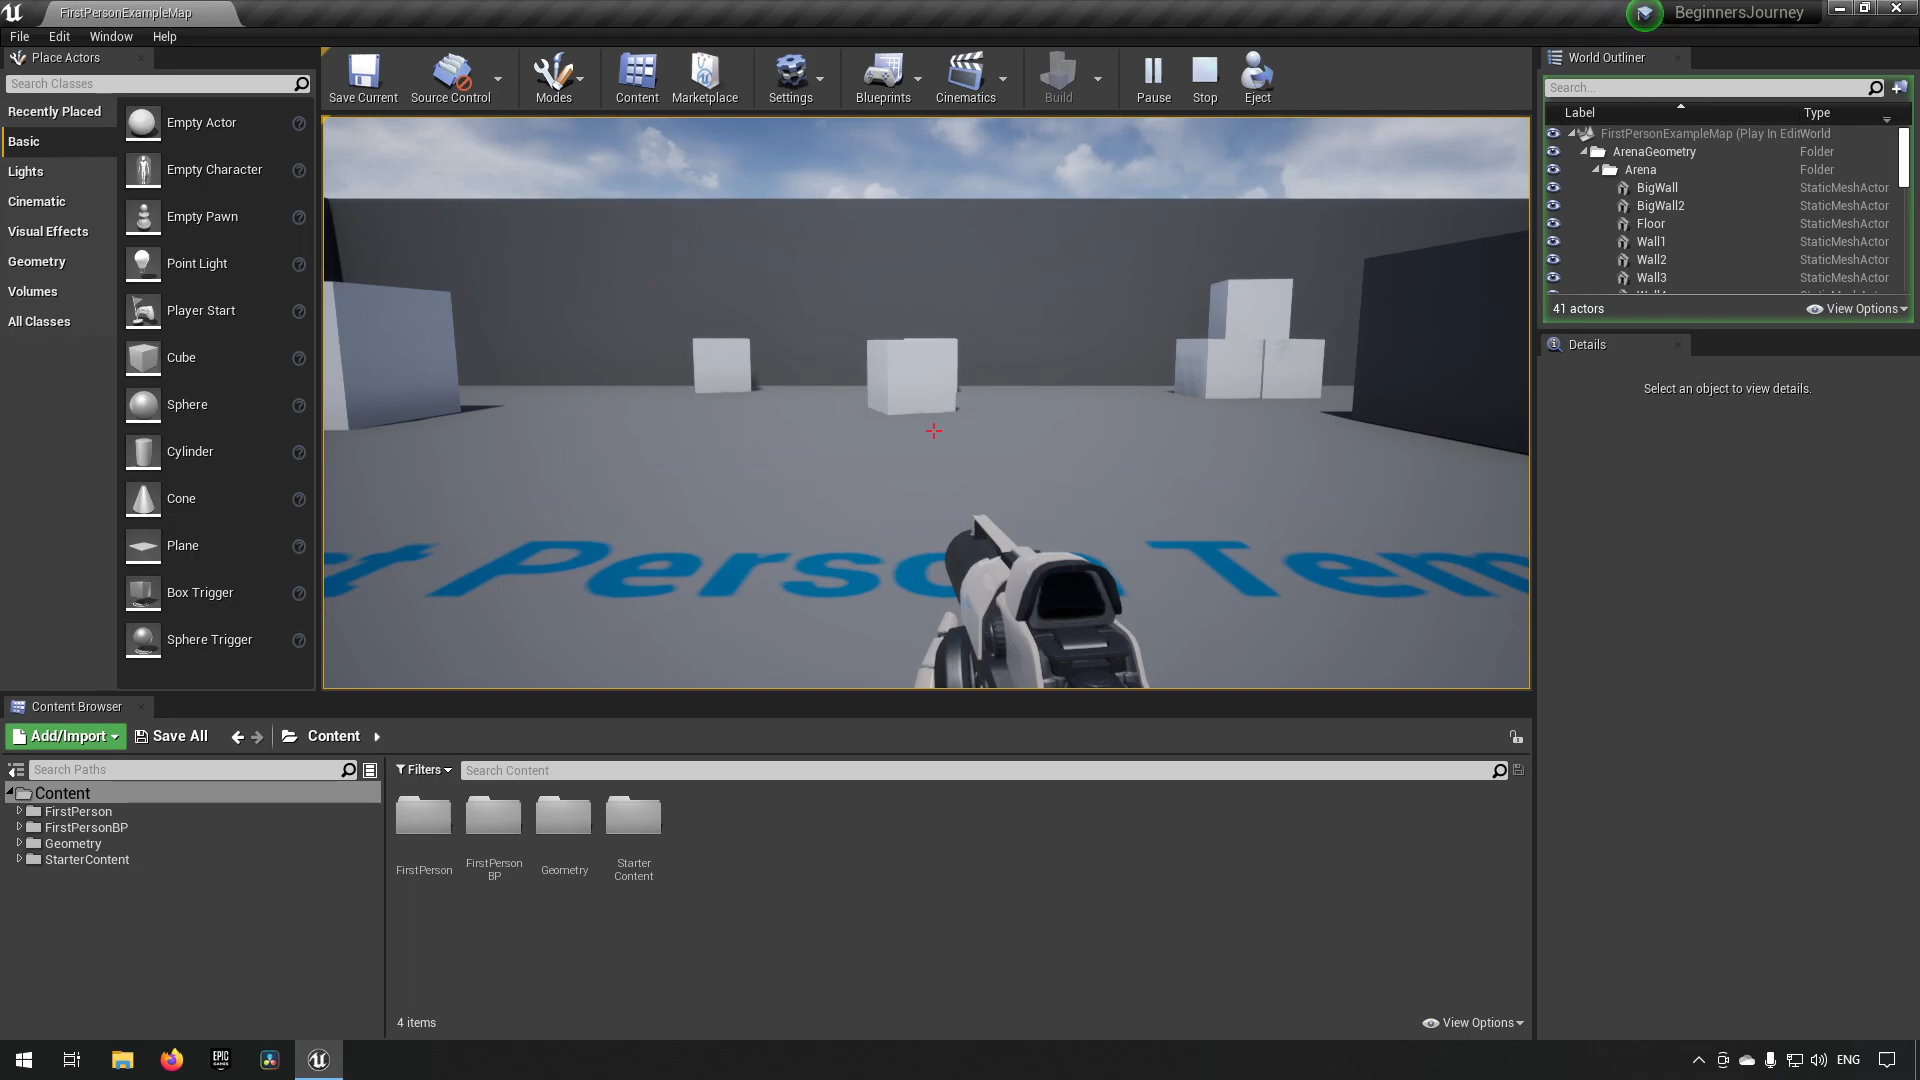 FirstPersonExampleMap
BeginnersJourney
File Edit Window Help
Place Actors
Search Classes
Recently Placed
Basic
Lights
Cinematic
Visual Effects
Geometry
Volumes
All Classes
Empty Actor
Empty Character
Empty Pawn
Point Light
Player Start
Cube
Sphere
Cylinder
Cone
Plane
Box Trigger
Sphere Trigger
Save Current
Source Control
Modes
Content
Marketplace
Settings
Blueprints
Cinematics
Build
Pause
Stop
Eject
t Person Tem
World Outliner
Search...
Label Type
FirstPersonExampleMap (Play In Edit World
ArenaGeometry Folder
Arena Folder
BigWall StaticMeshActor
BigWall2 StaticMeshActor
Floor StaticMeshActor
Wall1 StaticMeshActor
Wall2 StaticMeshActor
Wall3 StaticMeshActor
41 actors
View Options
Details
Select an object to view details.
Content Browser
Add/Import
Save All
Content
Search Paths
Content
FirstPerson
FirstPersonBP
Geometry
StarterContent
Filters
Search Content
FirstPerson
FirstPerson
BP
Geometry
Starter
Content
4 items
View Options
EPIC
GAMES
ENG